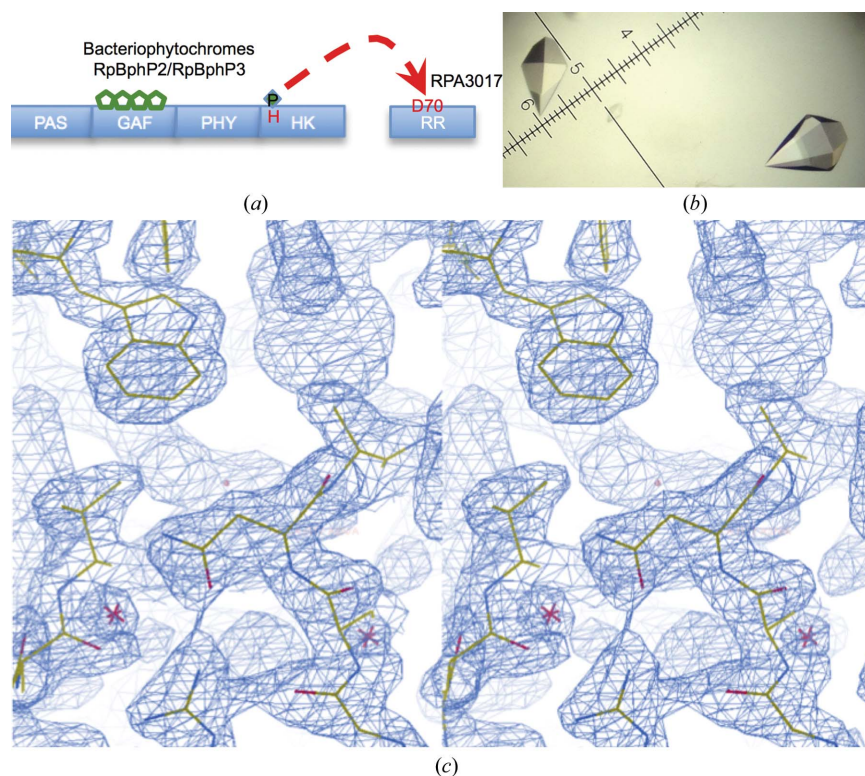 Bacteriophytochromes
RpBphP2/RpBphP3
RPA3017
P
H
D70
PAS GAF PHY HK RR
(a)
4
5
6
(b)
(c)